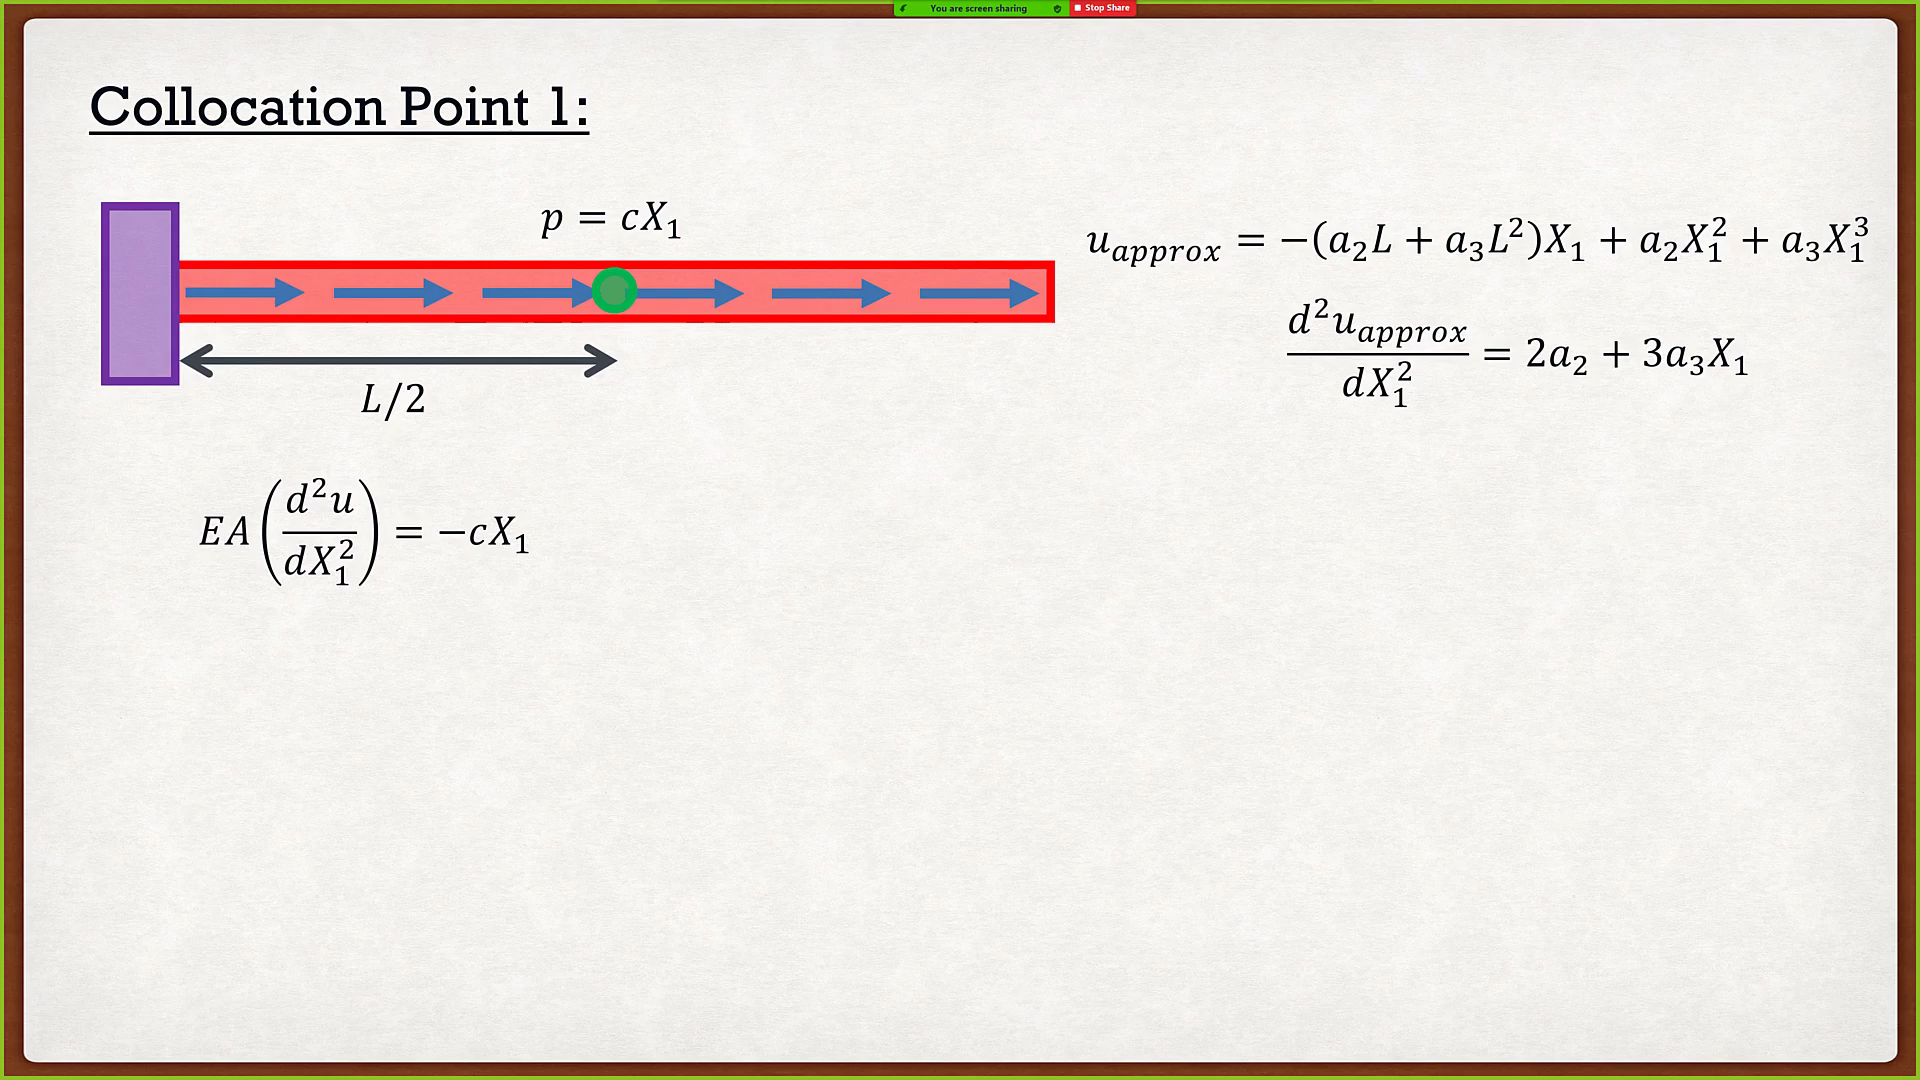 You are screen sharing Stop Share
Collocation Point 1:
p = cX₁
u_approx = −(a₂L + a₃L²)X₁ + a₂X₁² + a₃X₁³
d²u_approx / dX₁² = 2a₂ + 3a₃X₁
L/2
EA(d²u / dX₁²) = −cX₁